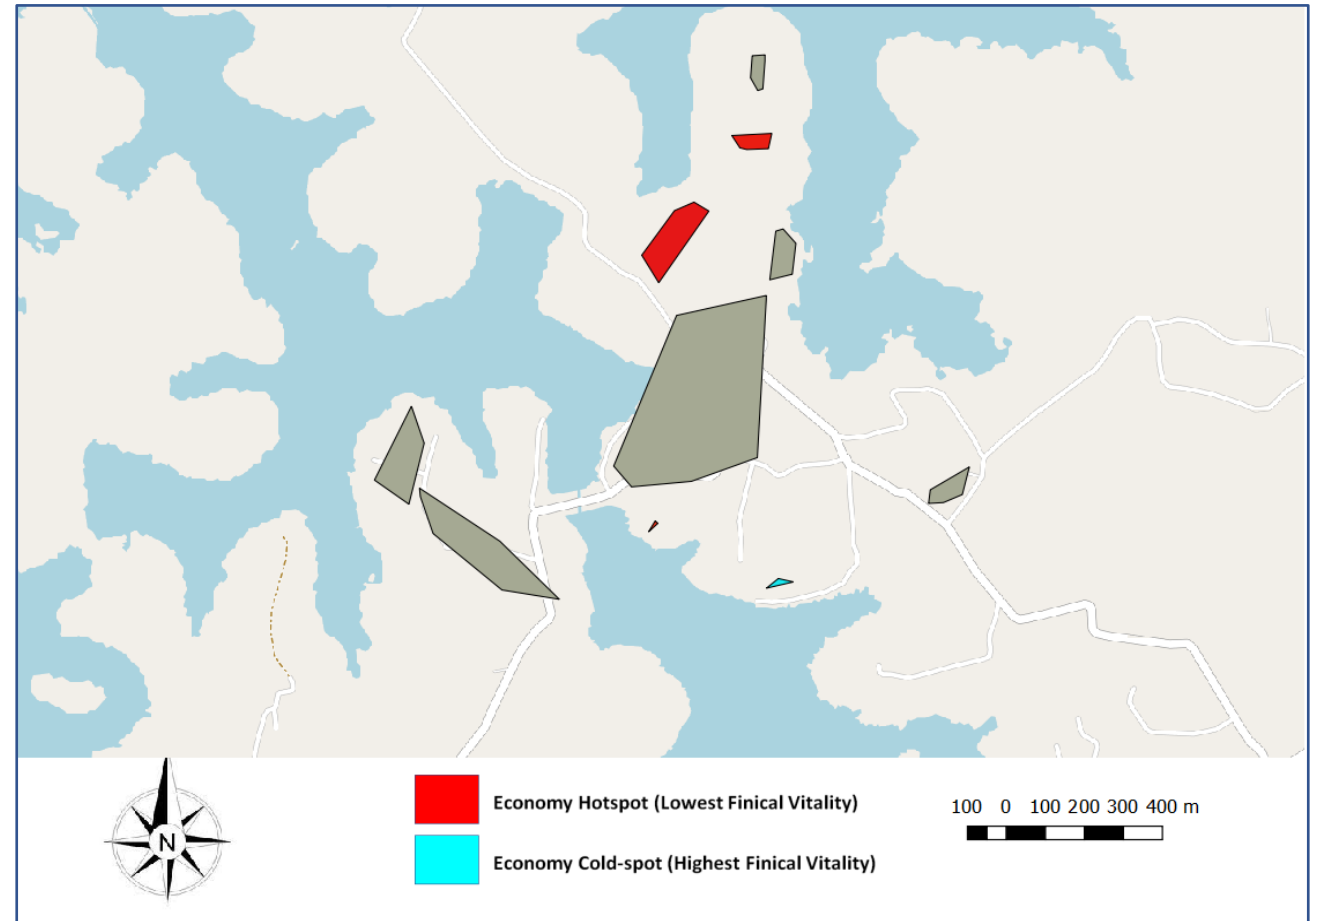 Economy Hotspot (Lowest Finical Vitality)
Economy Cold-spot (Highest Finical Vitality)
100 0 100 200 300 400 m
N